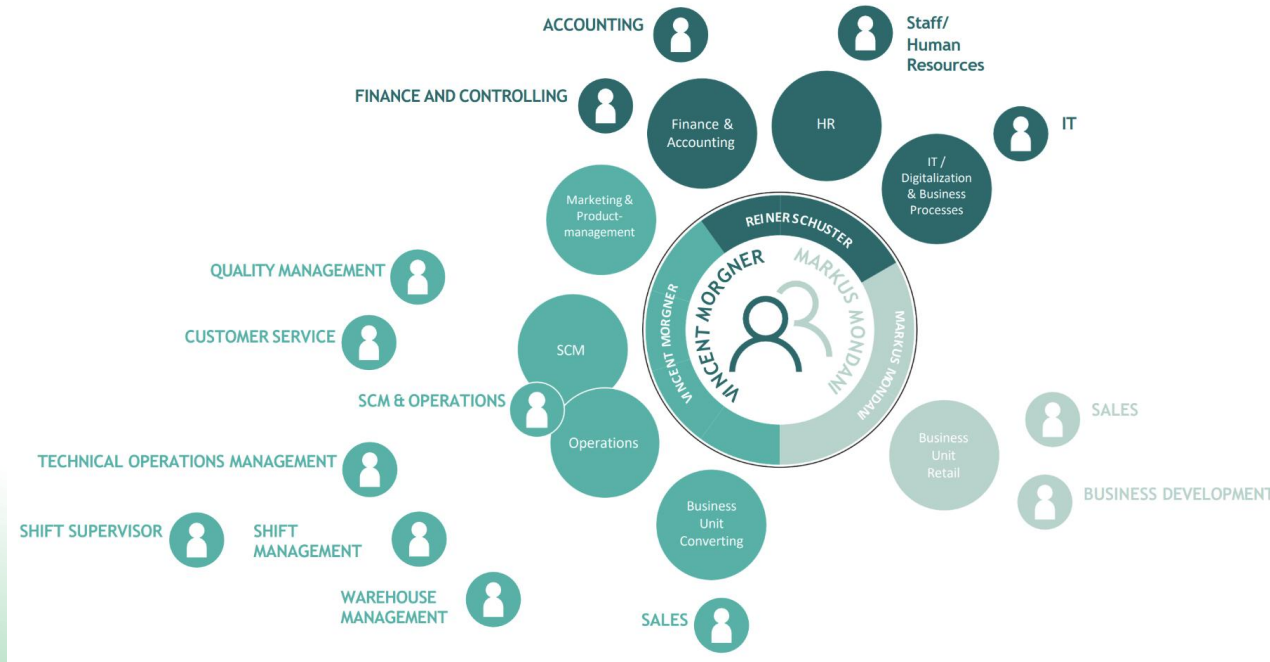 ACCOUNTING
Staff/
Human
Resources
FINANCE AND CONTROLLING
IT
Finance &
Accounting
HR
IT /
Digitalization
& Business
Processes
Marketing &
Product-
management
REINER SCHUSTER
VINCENT MORGNER
MARKUS MONDANI
VINCENT MORGNER
MARKUS MONDANI
QUALITY MANAGEMENT
CUSTOMER SERVICE
SCM
SCM & OPERATIONS
Operations
Business
Unit
Retail
SALES
BUSINESS DEVELOPMENT
TECHNICAL OPERATIONS MANAGEMENT
SHIFT SUPERVISOR
SHIFT
MANAGEMENT
Business
Unit
Converting
WAREHOUSE
MANAGEMENT
SALES